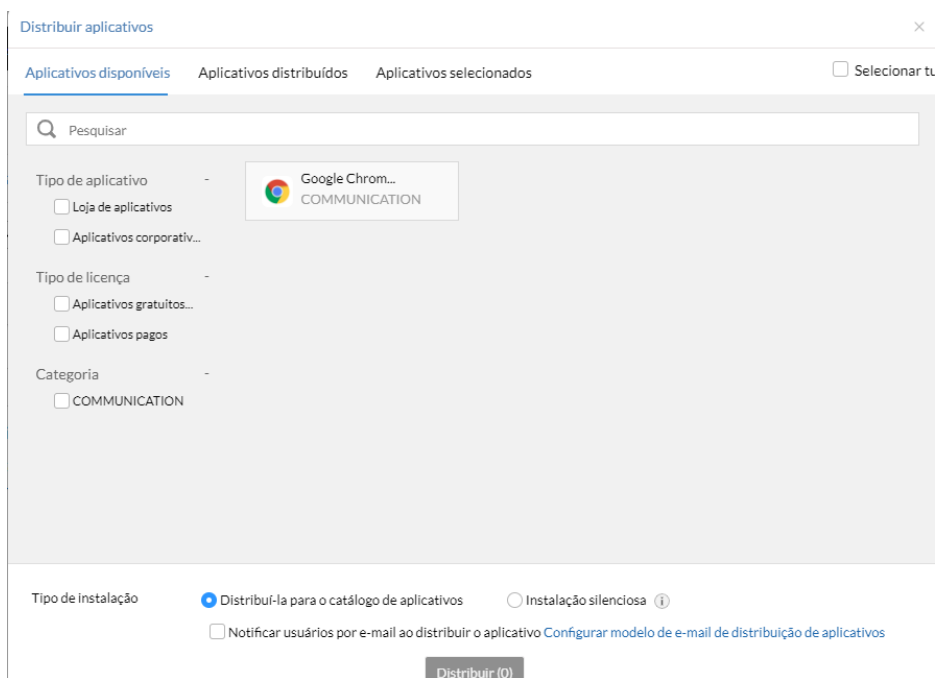 Distribuir aplicativos
Aplicativos disponíveis Aplicativos distribuídos Aplicativos selecionados Selecionar tu
Pesquisar
Tipo de aplicativo -
Loja de aplicativos
Aplicativos corporativ...
Tipo de licença -
Aplicativos gratuitos...
Aplicativos pagos
Categoria -
COMMUNICATION
Google Chrom...
COMMUNICATION
Tipo de instalação Distribuí-la para o catálogo de aplicativos Instalação silenciosa i
Notificar usuários por e-mail ao distribuir o aplicativo Configurar modelo de e-mail de distribuição de aplicativos
Distribuir (0)